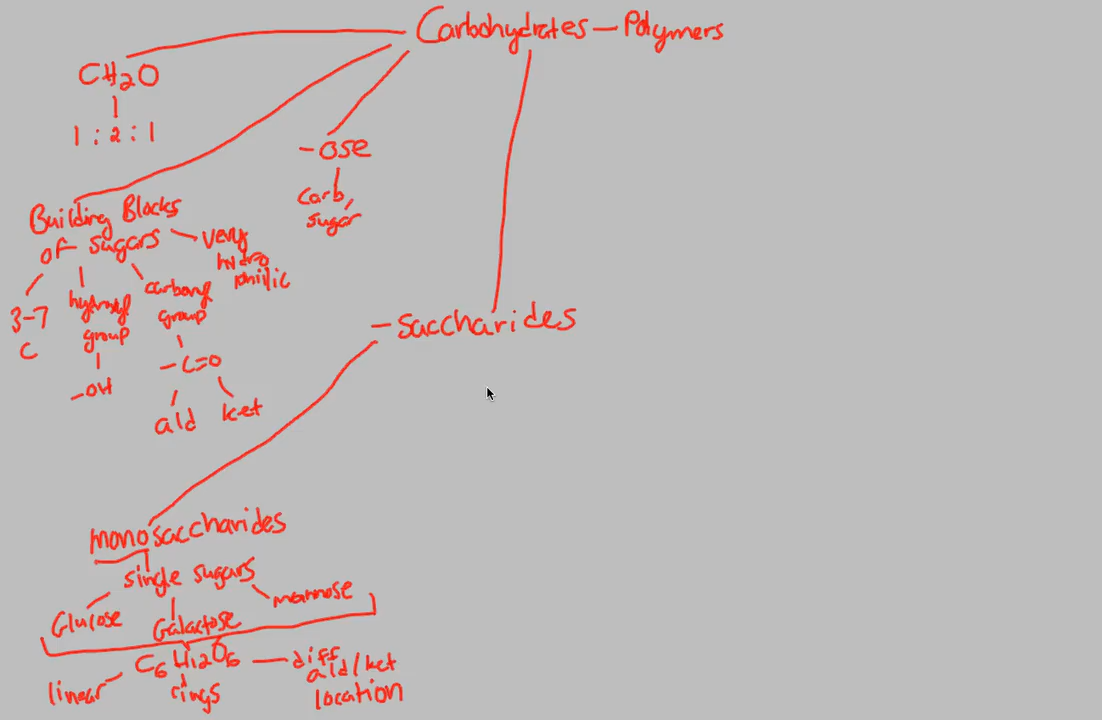 Carbohydrates — Polymers
CH2O
1 : 2 : 1
-ose
carb,
sugar
Building Blocks
of sugars
very
hydro
philic
3-7
C
hydroxyl
group
-OH
carbonyl
group
-C=O
ald
ket
-saccharides
monosaccharides
single sugars
Glucose
Galactose
mannose
C6H12O6
linear
rings
diff
ald/ket
location